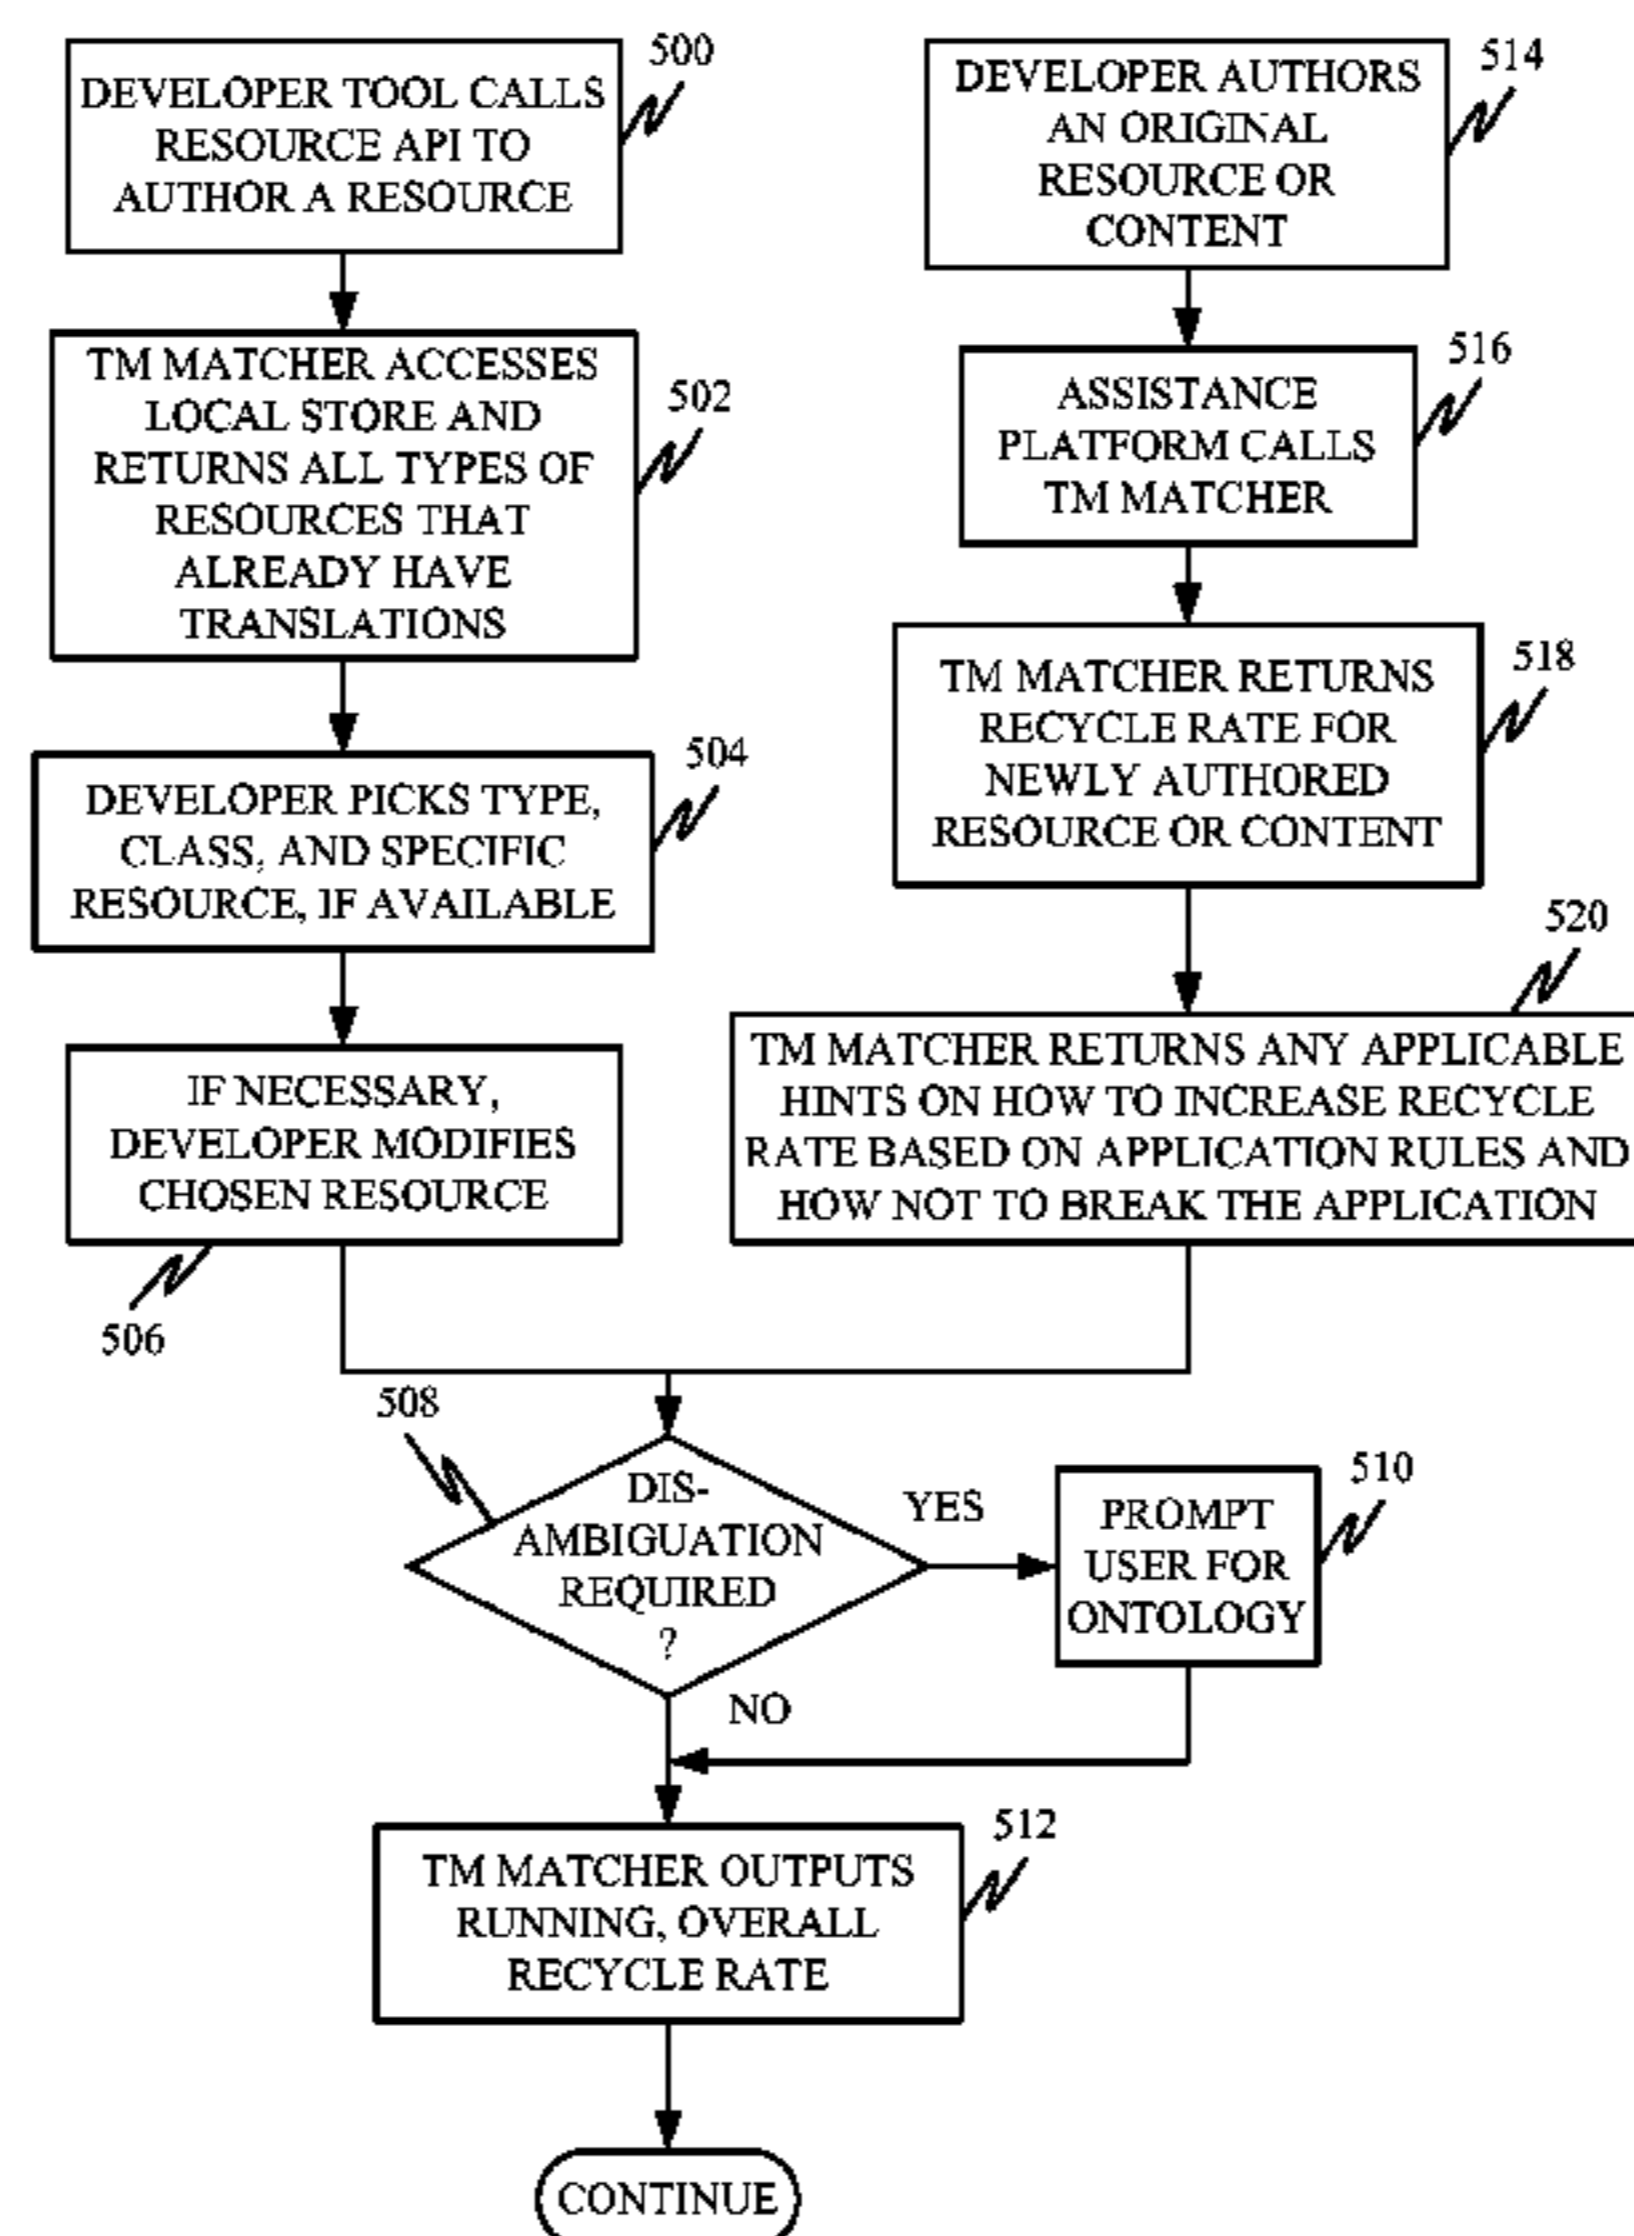 500
DEVELOPER TOOL CALLS
RESOURCE API TO
AUTHOR A RESOURCE
502
TM MATCHER ACCESSES
LOCAL STORE AND
RETURNS ALL TYPES OF
RESOURCES THAT
ALREADY HAVE
TRANSLATIONS
504
DEVELOPER PICKS TYPE,
CLASS, AND SPECIFIC
RESOURCE, IF AVAILABLE
IF NECESSARY,
DEVELOPER MODIFIES
CHOSEN RESOURCE
506
514
DEVELOPER AUTHORS
AN ORIGINAL
RESOURCE OR
CONTENT
516
ASSISTANCE
PLATFORM CALLS
TM MATCHER
518
TM MATCHER RETURNS
RECYCLE RATE FOR
NEWLY AUTHORED
RESOURCE OR CONTENT
520
TM MATCHER RETURNS ANY APPLICABLE
HINTS ON HOW TO INCREASE RECYCLE
RATE BASED ON APPLICATION RULES AND
HOW NOT TO BREAK THE APPLICATION
508
DIS-
AMBIGUATION
REQUIRED
?
YES
510
PROMPT
USER FOR
ONTOLOGY
NO
512
TM MATCHER OUTPUTS
RUNNING, OVERALL
RECYCLE RATE
CONTINUE